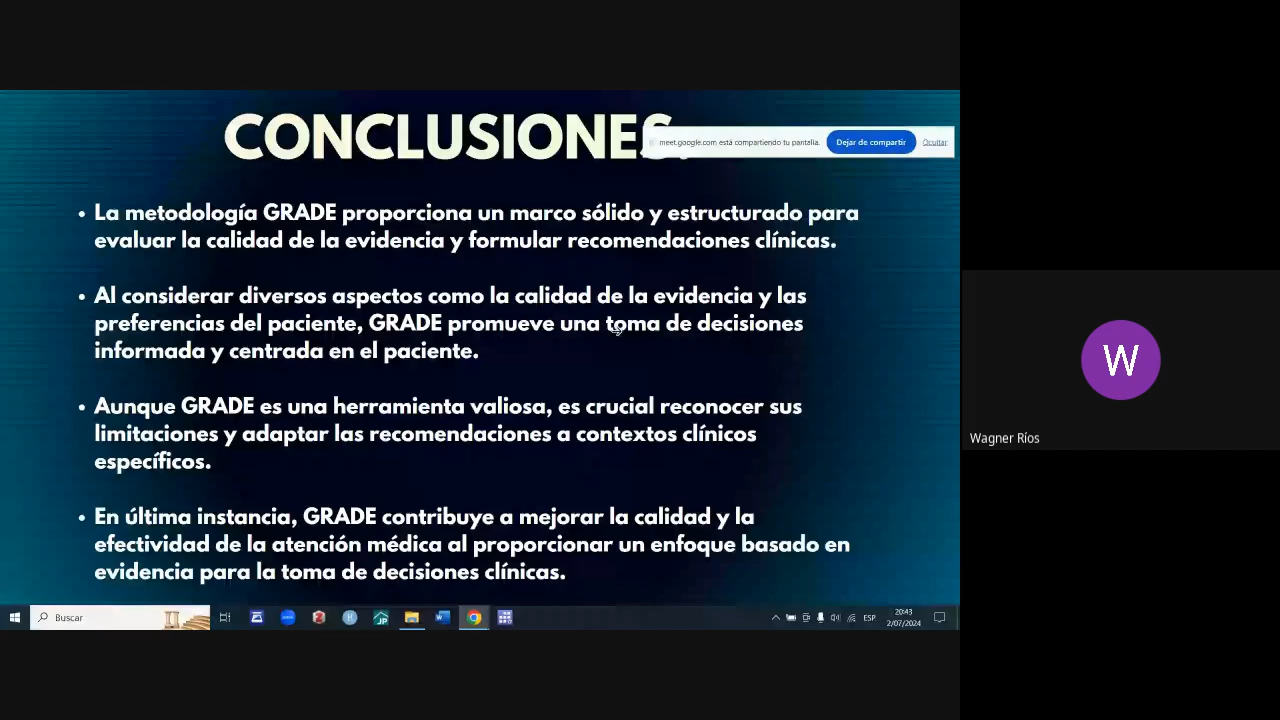 CONCLUSIONES.
meet.google.com está compartiendo tu pantalla.
Dejar de compartir
Ocultar
• La metodología GRADE proporciona un marco sólido y estructurado para
evaluar la calidad de la evidencia y formular recomendaciones clínicas.
• Al considerar diversos aspectos como la calidad de la evidencia y las
preferencias del paciente, GRADE promueve una toma de decisiones
informada y centrada en el paciente.
• Aunque GRADE es una herramienta valiosa, es crucial reconocer sus
limitaciones y adaptar las recomendaciones a contextos clínicos
específicos.
• En última instancia, GRADE contribuye a mejorar la calidad y la
efectividad de la atención médica al proporcionar un enfoque basado en
evidencia para la toma de decisiones clínicas.
W
Wagner Ríos
Buscar
ESP
20:43
2/07/2024